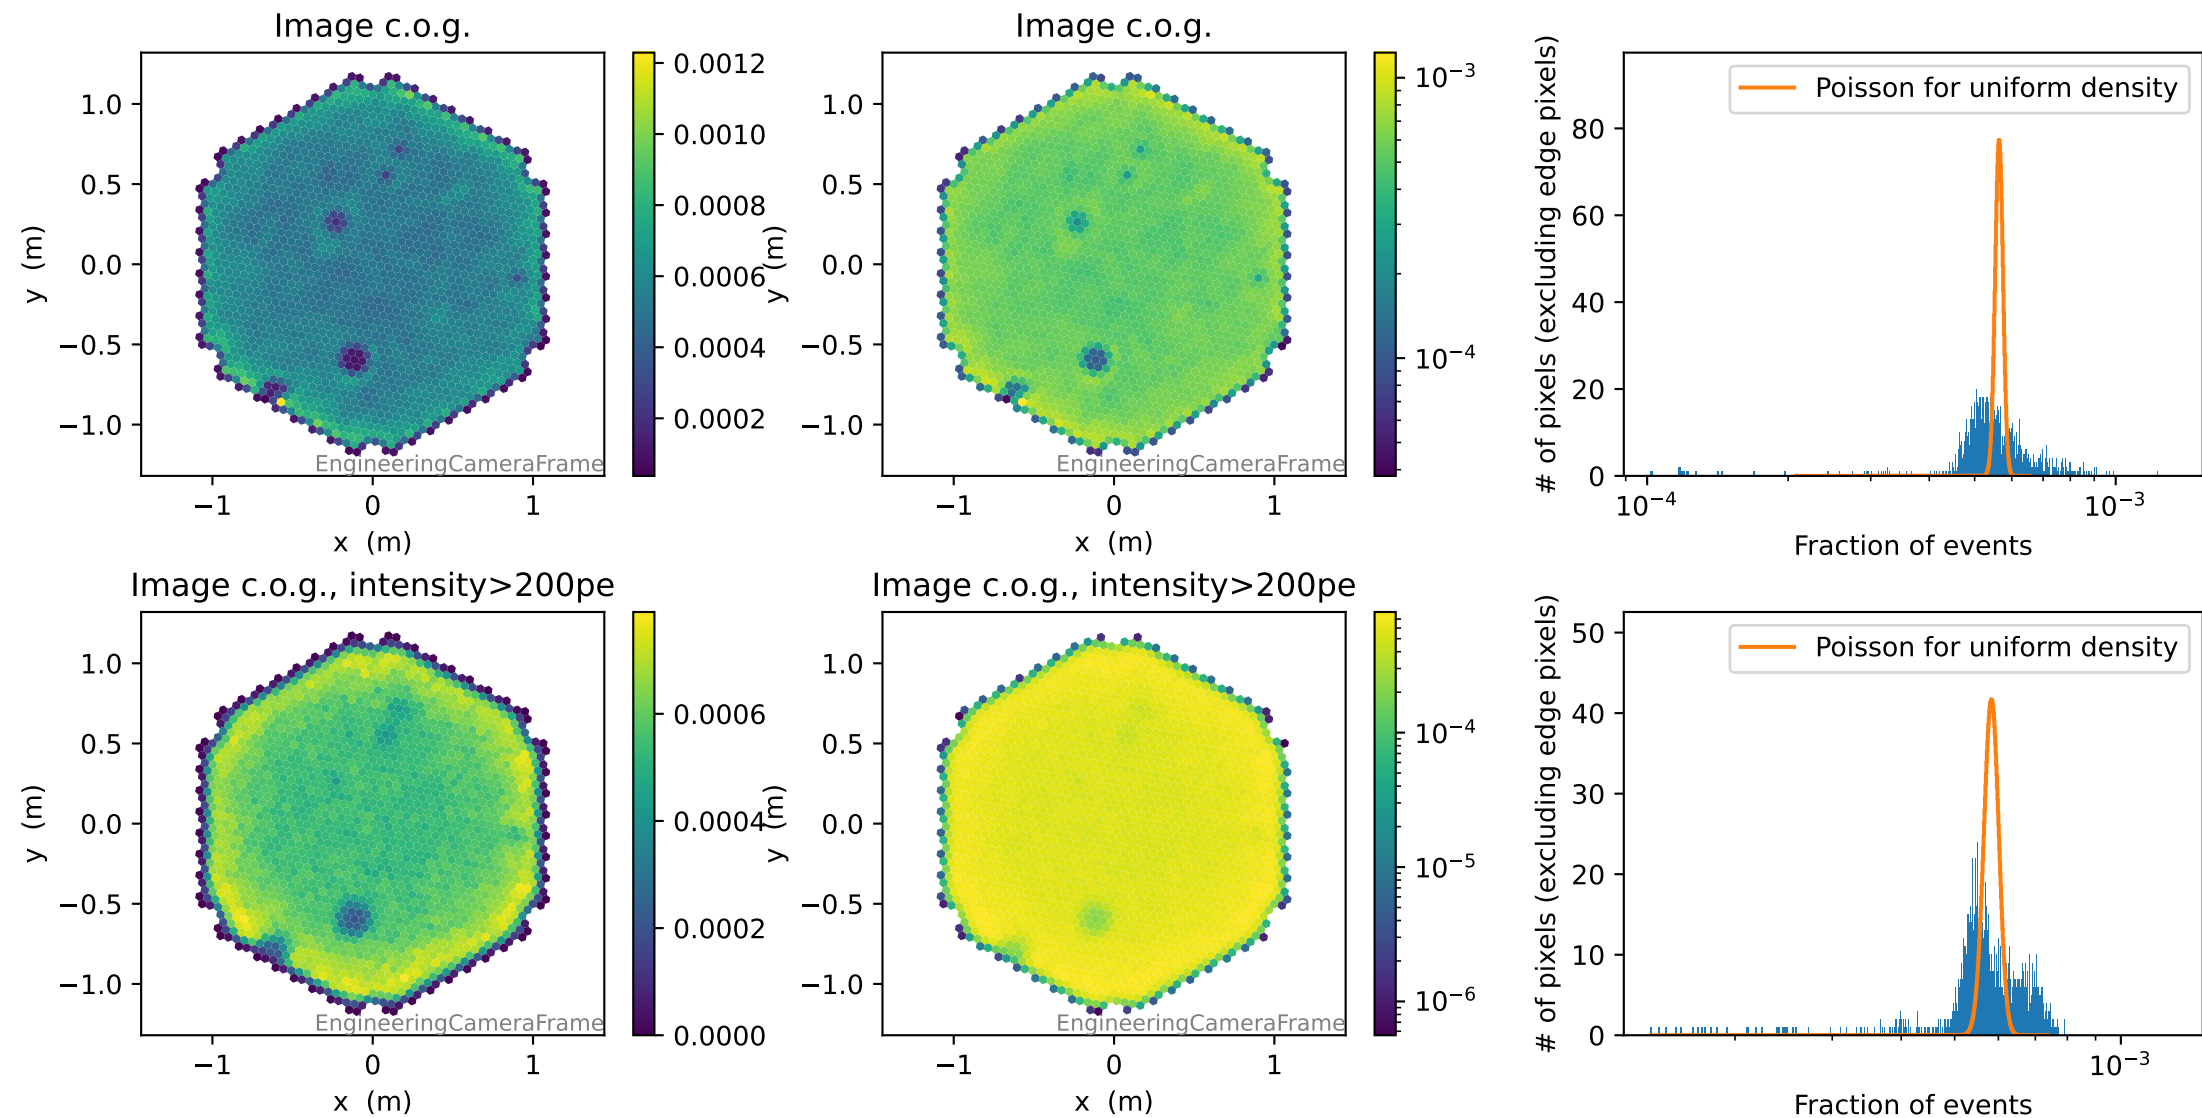 Image c.o.g.
1.0
0.5
0.0
−0.5
−1.0
y (m)
−1
0
1
x (m)
EngineeringCameraFrame
0.0012
0.0010
0.0008
0.0006
0.0004
0.0002
Image c.o.g.
1.0
0.5
0.0
−0.5
−1.0
y (m)
−1
0
1
x (m)
EngineeringCameraFrame
10⁻³
10⁻⁴
# of pixels (excluding edge pixels)
80
60
40
20
0
Poisson for uniform density
10⁻⁴
10⁻³
Fraction of events
Image c.o.g., intensity>200pe
1.0
0.5
0.0
−0.5
−1.0
y (m)
−1
0
1
x (m)
EngineeringCameraFrame
0.0006
0.0004
0.0002
0.0000
Image c.o.g., intensity>200pe
1.0
0.5
0.0
−0.5
−1.0
y (m)
−1
0
1
x (m)
EngineeringCameraFrame
10⁻⁴
10⁻⁵
10⁻⁶
# of pixels (excluding edge pixels)
50
40
30
20
10
0
Poisson for uniform density
10⁻³
Fraction of events